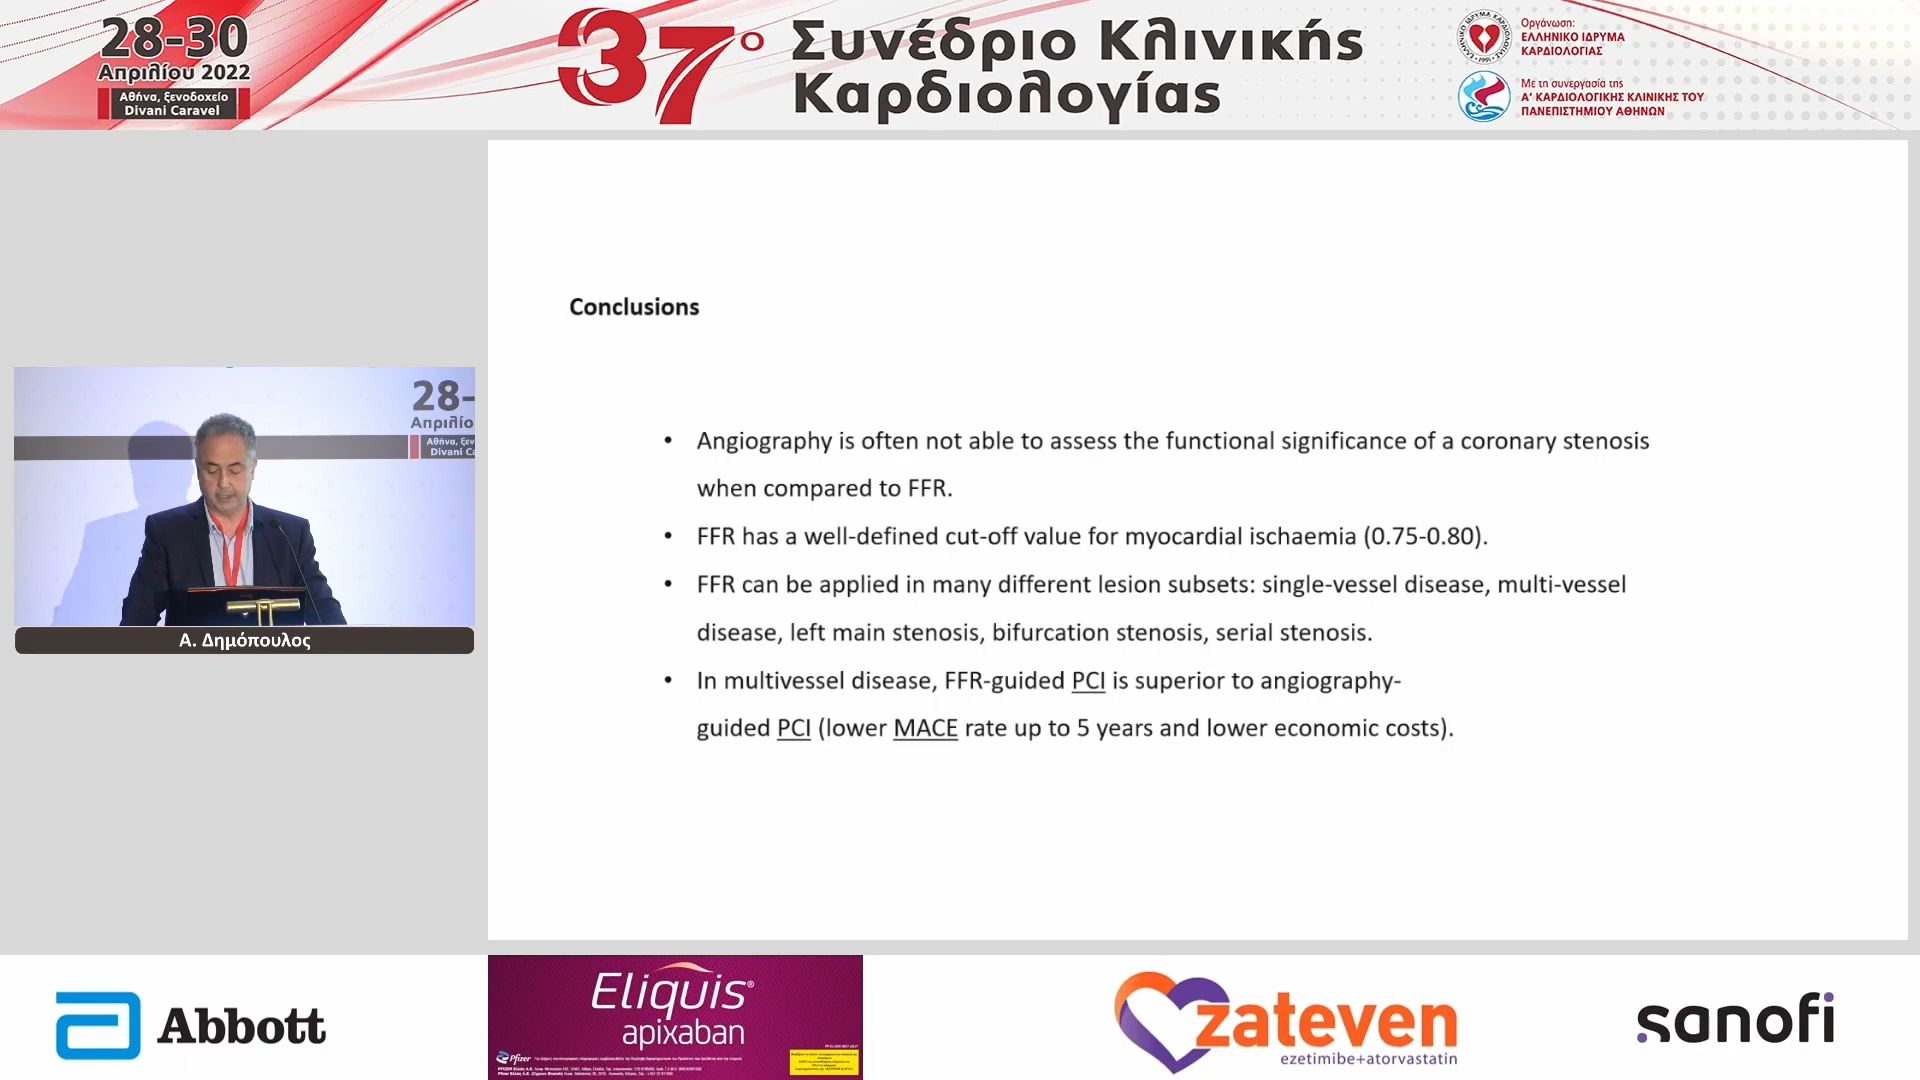 28-30
Απριλίου 2022
Αθήνα, ξενοδοχείο
Divani Caravel
37ο Συνέδριο Κλινικής
Καρδιολογίας
Οργάνωση:
ΕΛΛΗΝΙΚΟ ΙΔΡΥΜΑ
ΚΑΡΔΙΟΛΟΓΙΑΣ
Με τη συνεργασία της
Α' ΚΑΡΔΙΟΛΟΓΙΚΗΣ ΚΛΙΝΙΚΗΣ ΤΟΥ
ΠΑΝΕΠΙΣΤΗΜΙΟΥ ΑΘΗΝΩΝ
28-
Απριλίο
Αθήνα, ξεν
Divani Ca
Α. Δημόπουλος
Conclusions
• Angiography is often not able to assess the functional significance of a coronary stenosis
when compared to FFR.
• FFR has a well-defined cut-off value for myocardial ischaemia (0.75-0.80).
• FFR can be applied in many different lesion subsets: single-vessel disease, multi-vessel
disease, left main stenosis, bifurcation stenosis, serial stenosis.
• In multivessel disease, FFR-guided PCI is superior to angiography-
guided PCI (lower MACE rate up to 5 years and lower economic costs).
Abbott
Eliquis®
apixaban
Pfizer
zateven
ezetimibe+atorvastatin
sanofi